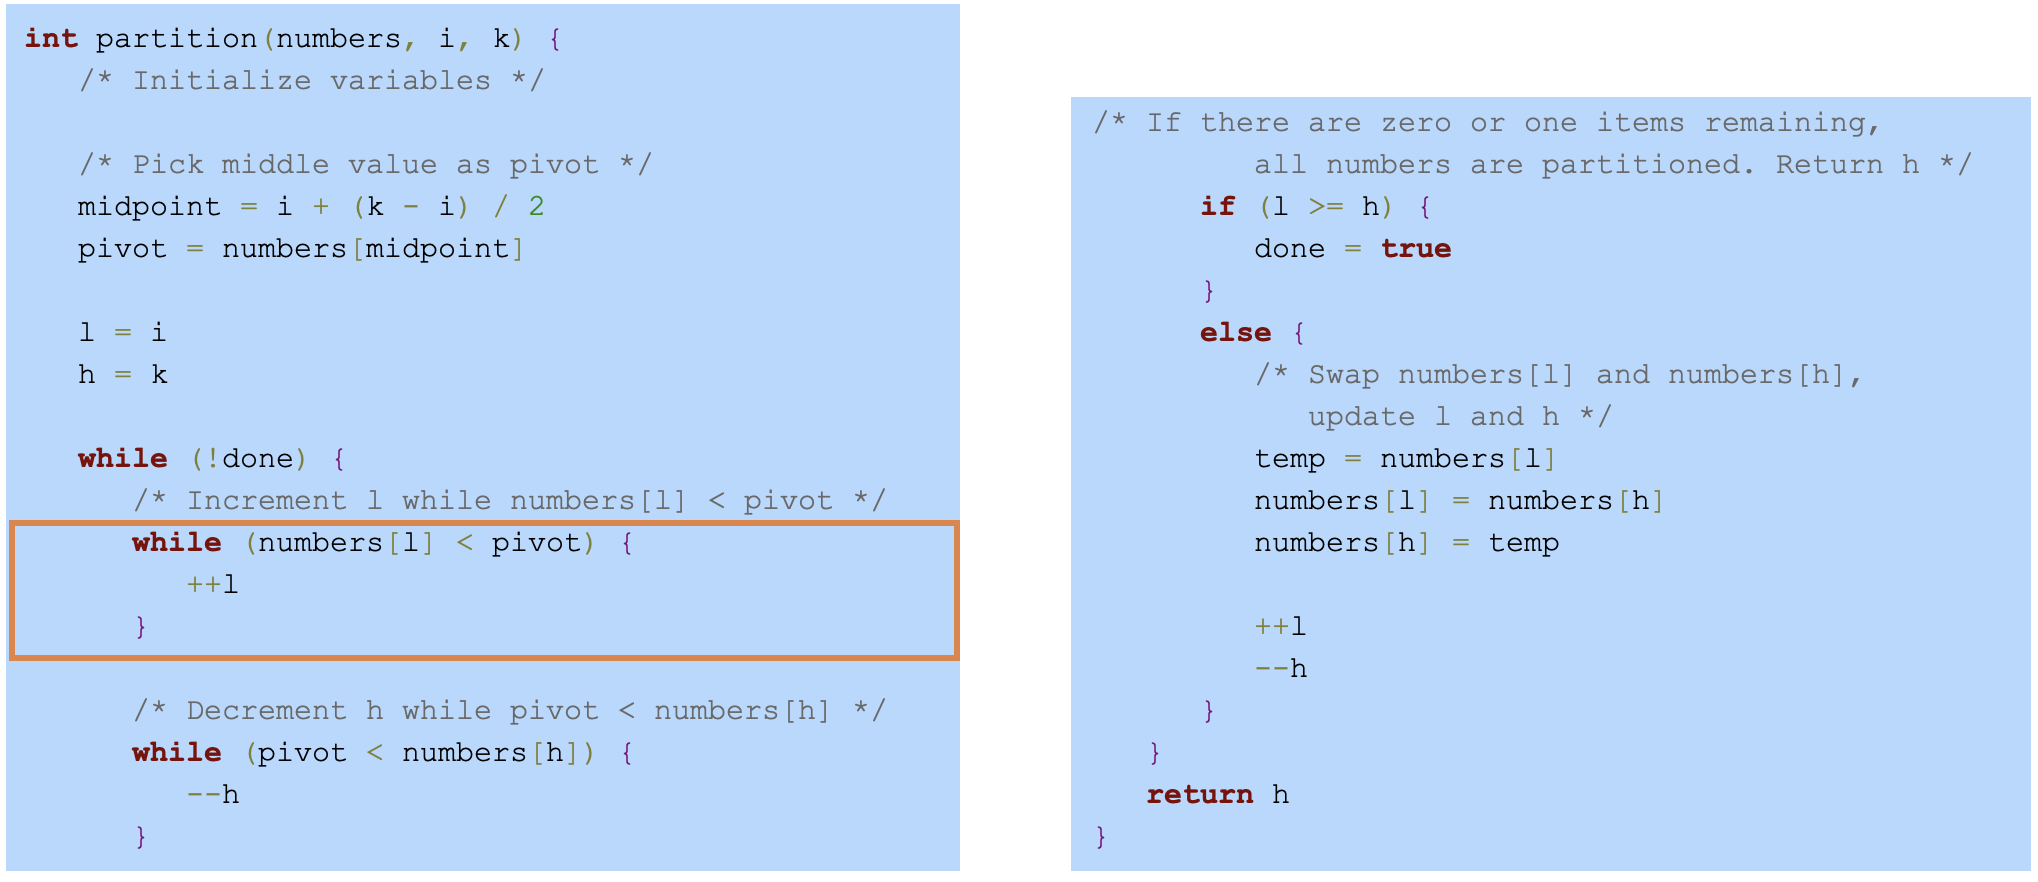 int partition(numbers, i, k) {
   /* Initialize variables */

   /* Pick middle value as pivot */
   midpoint = i + (k - i) / 2
   pivot = numbers[midpoint]

   l = i
   h = k

   while (!done) {
      /* Increment l while numbers[l] < pivot */
      while (numbers[l] < pivot) {
         ++l
      }

      /* Decrement h while pivot < numbers[h] */
      while (pivot < numbers[h]) {
         --h
      }
/* If there are zero or one items remaining,
         all numbers are partitioned. Return h */
      if (l >= h) {
         done = true
      }
      else {
         /* Swap numbers[l] and numbers[h],
            update l and h */
         temp = numbers[l]
         numbers[l] = numbers[h]
         numbers[h] = temp

         ++l
         --h
      }
   }
   return h
}